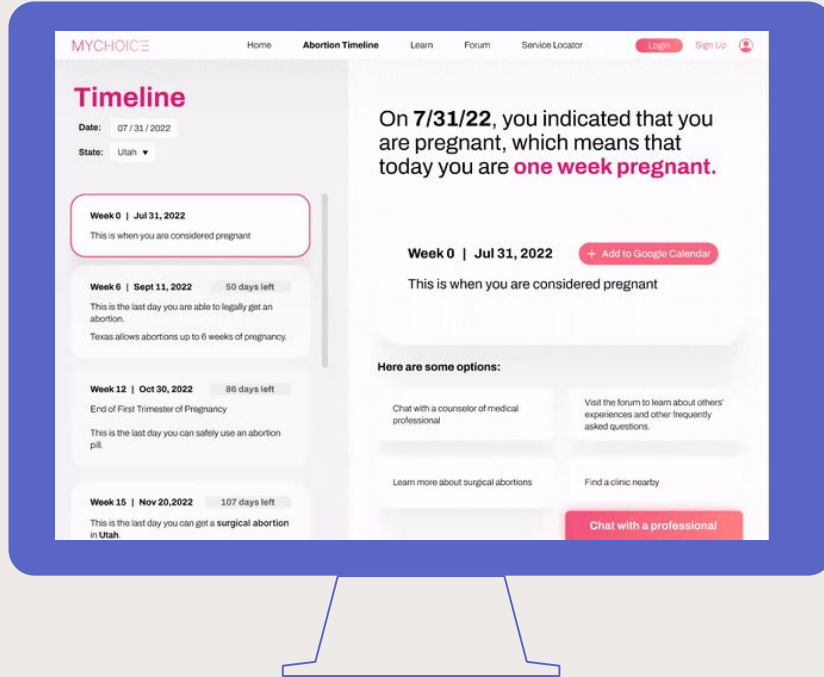 MYCHOICE Home Abortion Timeline Learn Forum Service Locator Login Sign Up
Timeline
Date: 07 / 31 / 2022
State: Utah ▼
Week 0 | Jul 31, 2022
This is when you are considered pregnant
Week 6 | Sept 11, 2022 50 days left
This is the last day you are able to legally get an
abortion.
Texas allows abortions up to 6 weeks of pregnancy.
Week 12 | Oct 30, 2022 86 days left
End of First Trimester of Pregnancy
This is the last day you can safely use an abortion
pill.
Week 15 | Nov 20,2022 107 days left
This is the last day you can get a surgical abortion
in Utah.
On 7/31/22, you indicated that you
are pregnant, which means that
today you are one week pregnant.
Week 0 | Jul 31, 2022 + Add to Google Calendar
This is when you are considered pregnant
Here are some options:
Chat with a counselor of medical
professional
Visit the forum to learn about others'
experiences and other frequently
asked questions.
Learn more about surgical abortions
Find a clinic nearby
Chat with a professional